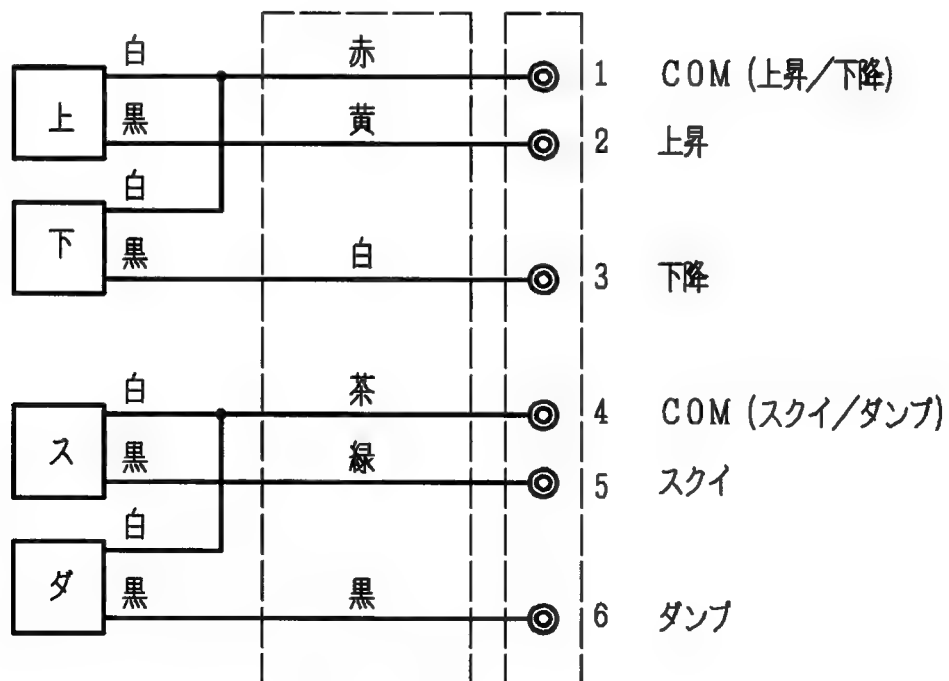 白 赤 1 COM (上昇/下降)
上 黒 黄 2 上昇
白
下 黒 白 3 下降
白 茶 4 COM (スクイ/ダンプ)
ス 黒 緑 5 スクイ
白
ダ 黒 黒 6 ダンプ